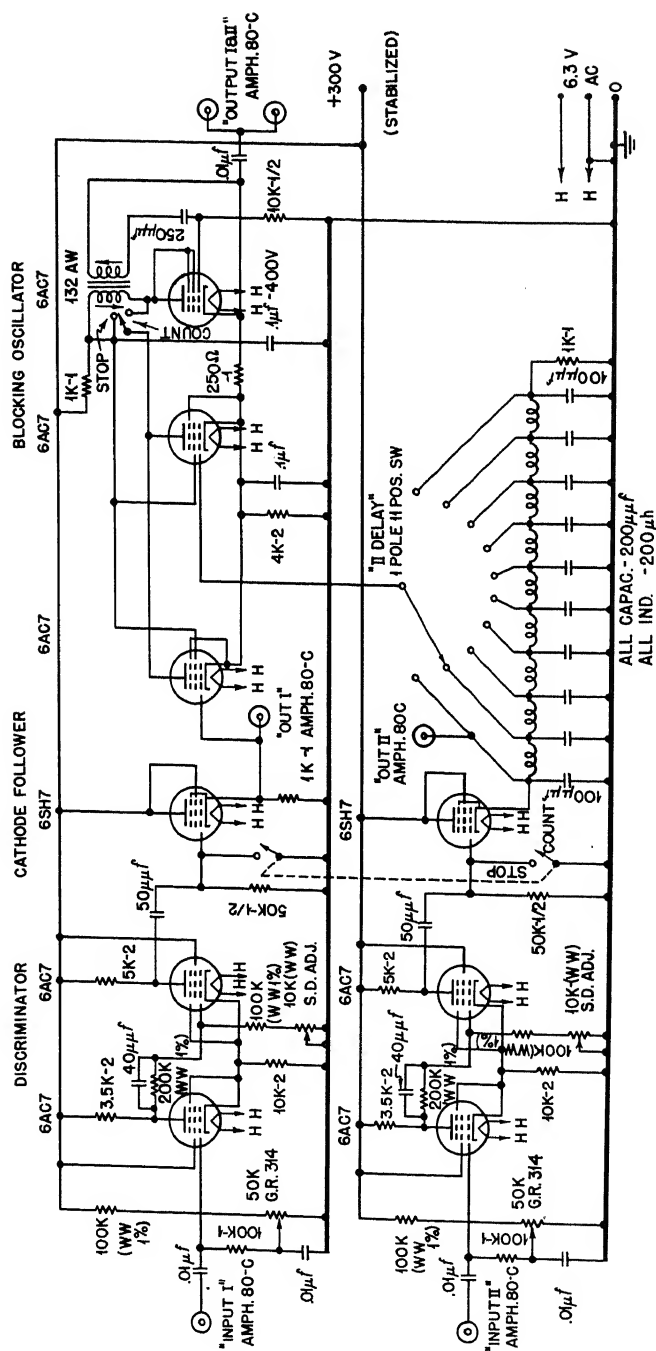 DISCRIMINATOR
CATHODE FOLLOWER
BLOCKING OSCILLATOR
6AC7
6AC7
6SH7
6AC7
6AC7
6AC7
132 AW
"OUTPUT I&II"
AMPH. 80-C
100K
(WW
1%)
3.5K-2
40μμf
200K
(WW 1%)
5K-2
50μμf
1K-1
STOP
COUNT
250μμf
.01μf
+300V
(STABILIZED)
.01μf
"INPUT I"
AMPH. 80-C
100K-1
50K
G.R. 314
.01μf
H H
10K-2
H H
100K
(WW 1%)
10K(WW)
S.D. ADJ.
50K-1/2
H H
"OUT I"
1K-1 AMPH. 80-C
H H
4K-2
.1μf
H H
250Ω
-1
.1μf-400V
H H
10K-1/2
6AC7
6AC7
6SH7
100K
(WW
1%)
3.5K-2
40μμf
200K
(WW 1%)
5K-2
50μμf
STOP
COUNT
"OUT II"
AMPH. 80C
"II DELAY"
1 POLE 11 POS. SW
.01μf
"INPUT II"
AMPH. 80-C
100K-1
50K
G.R. 314
.01μf
H H
10K-2
H H
100K(WW 1%)
10K(WW)
S.D. ADJ.
50K-1/2
100μμf
100μμf
1K-1
ALL CAPAC.-200μμf
ALL IND. -200μh
H
6.3 V
H
AC
O